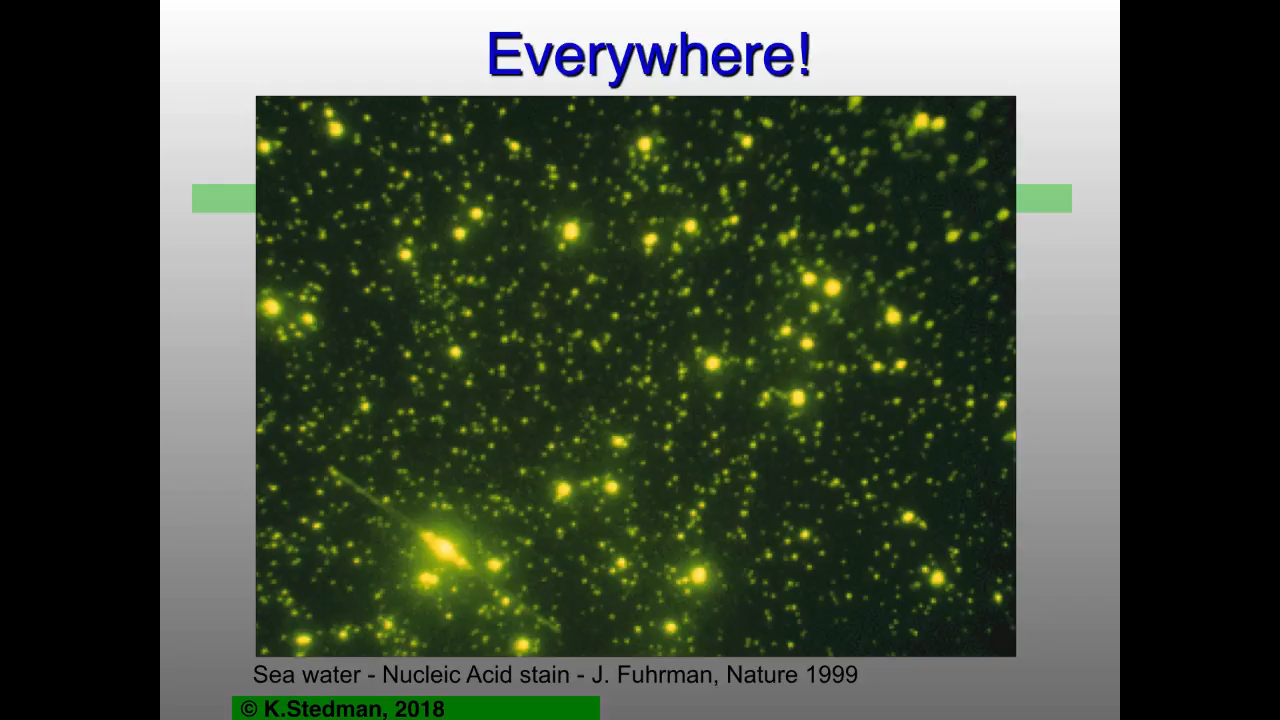 Everywhere!
Sea water - Nucleic Acid stain - J. Fuhrman, Nature 1999
© K.Stedman, 2018